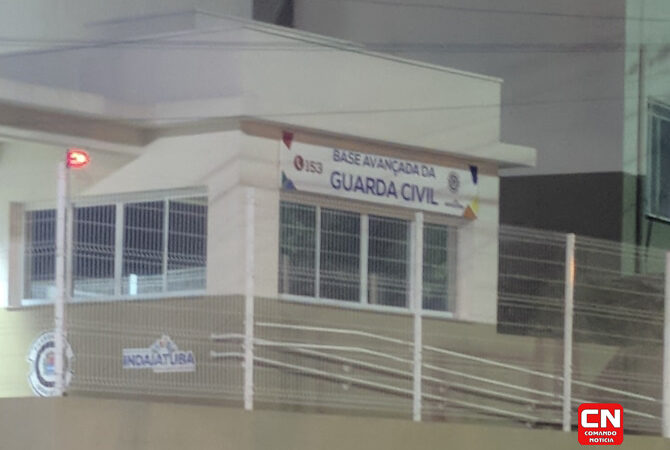 153
BASE AVANÇADA DA
GUARDA CIVIL
INDAIATUBA
CN
COMANDO
NOTÍCIA